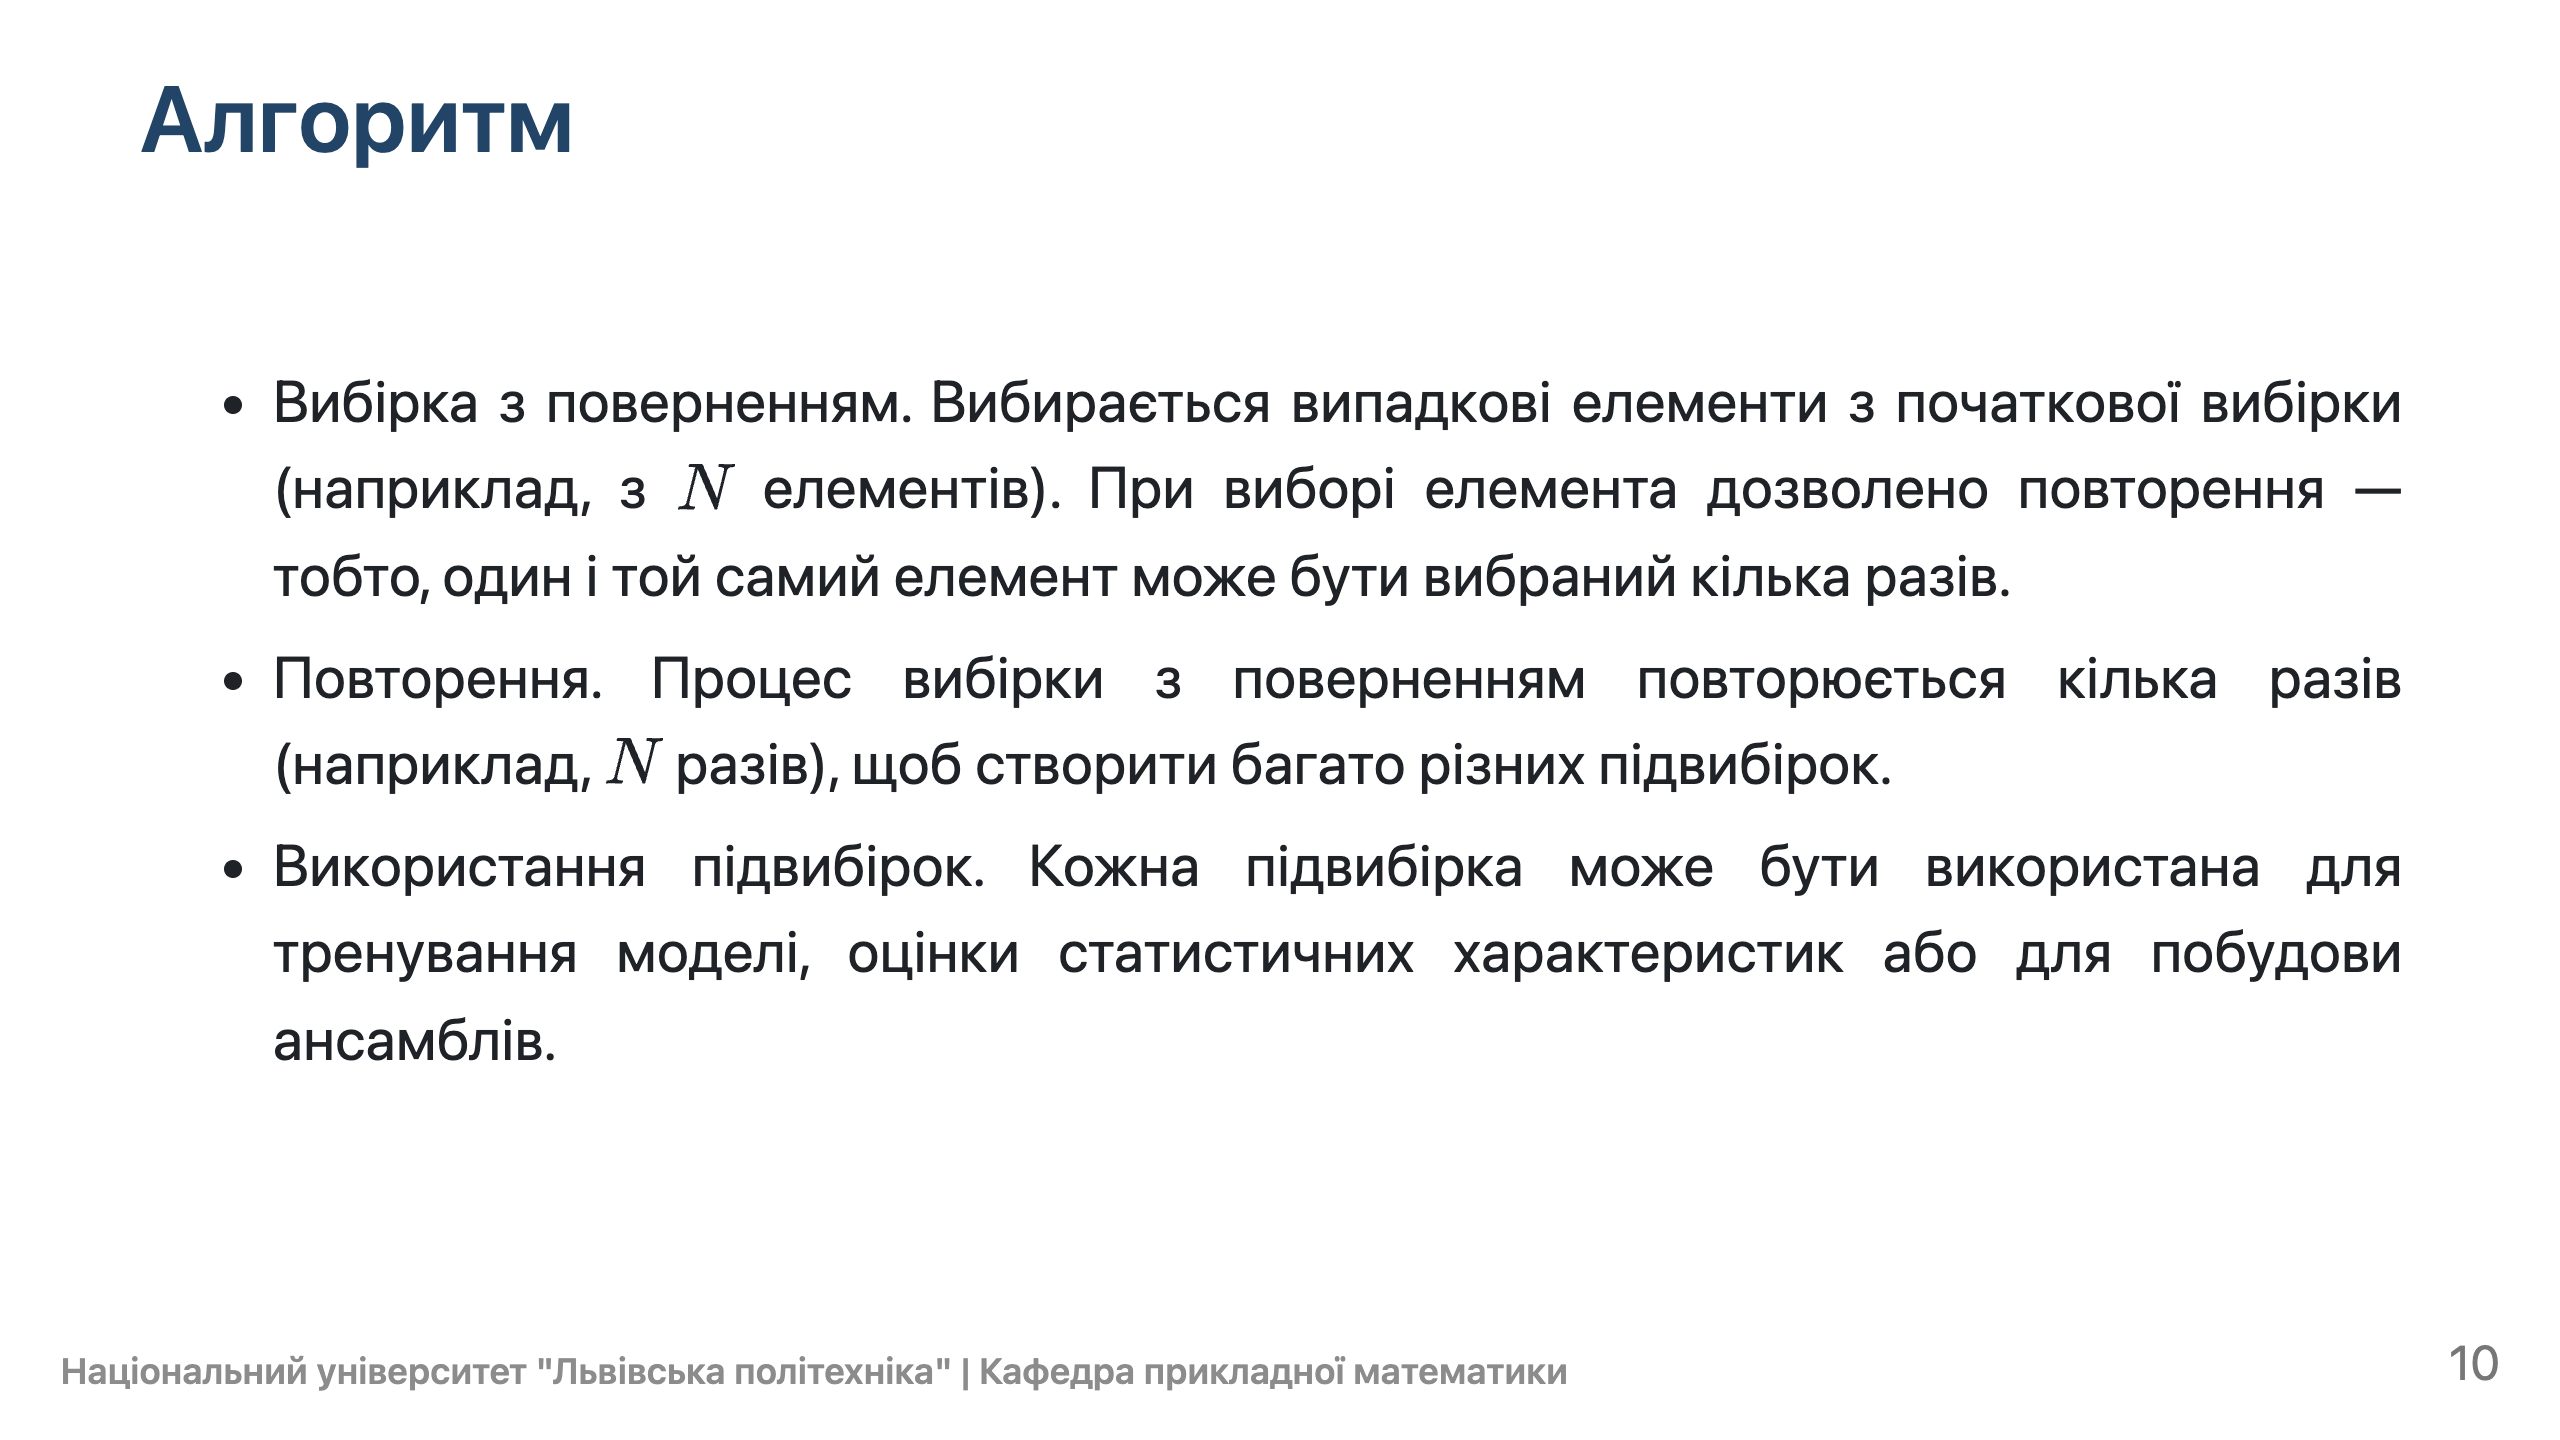 Алгоритм
• Вибірка з поверненням. Вибирається випадкові елементи з початкової вибірки
(наприклад, з N елементів). При виборі елемента дозволено повторення —
тобто, один і той самий елемент може бути вибраний кілька разів.
• Повторення. Процес вибірки з поверненням повторюється кілька разів
(наприклад, N разів), щоб створити багато різних підвибірок.
• Використання підвибірок. Кожна підвибірка може бути використана для
тренування моделі, оцінки статистичних характеристик або для побудови
ансамблів.
Національний університет "Львівська політехніка" | Кафедра прикладної математики
10